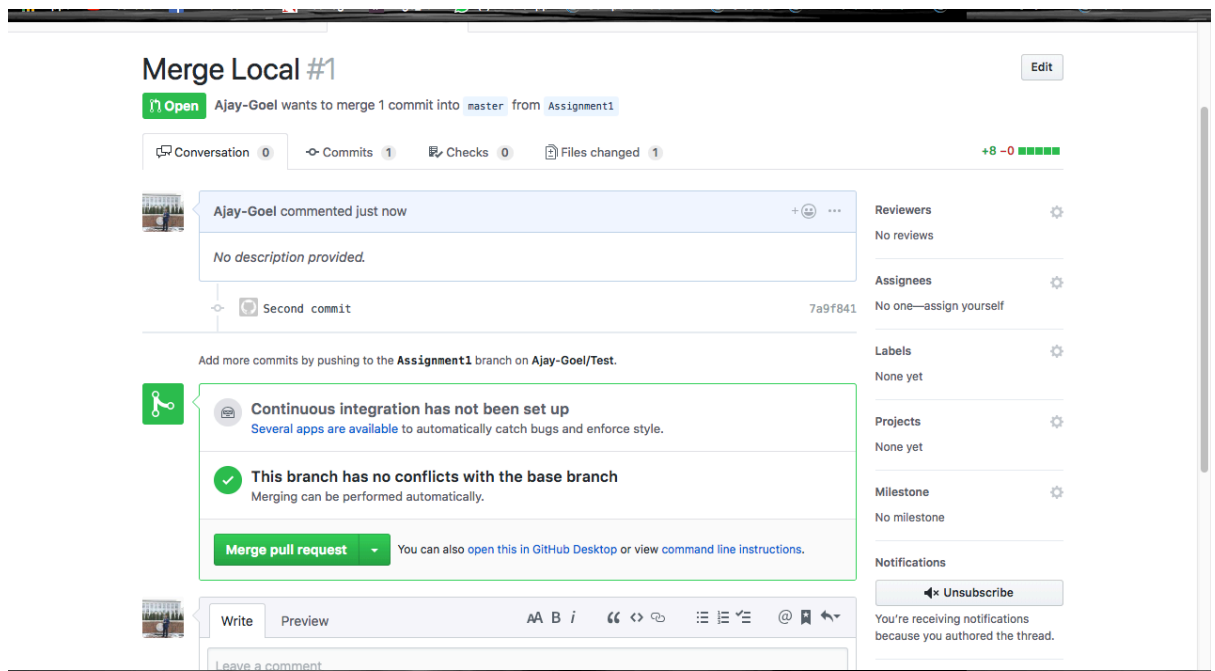 Merge Local #1
Edit
Open Ajay-Goel wants to merge 1 commit into master from Assignment1
Conversation 0 Commits 1 Checks 0 Files changed 1 +8 −0
Ajay-Goel commented just now
No description provided.
Second commit 7a9f841
Add more commits by pushing to the Assignment1 branch on Ajay-Goel/Test.
Continuous integration has not been set up
Several apps are available to automatically catch bugs and enforce style.
This branch has no conflicts with the base branch
Merging can be performed automatically.
Merge pull request You can also open this in GitHub Desktop or view command line instructions.
Write Preview AA B i @
Leave a comment
Reviewers
No reviews
Assignees
No one—assign yourself
Labels
None yet
Projects
None yet
Milestone
No milestone
Notifications
Unsubscribe
You're receiving notifications
because you authored the thread.